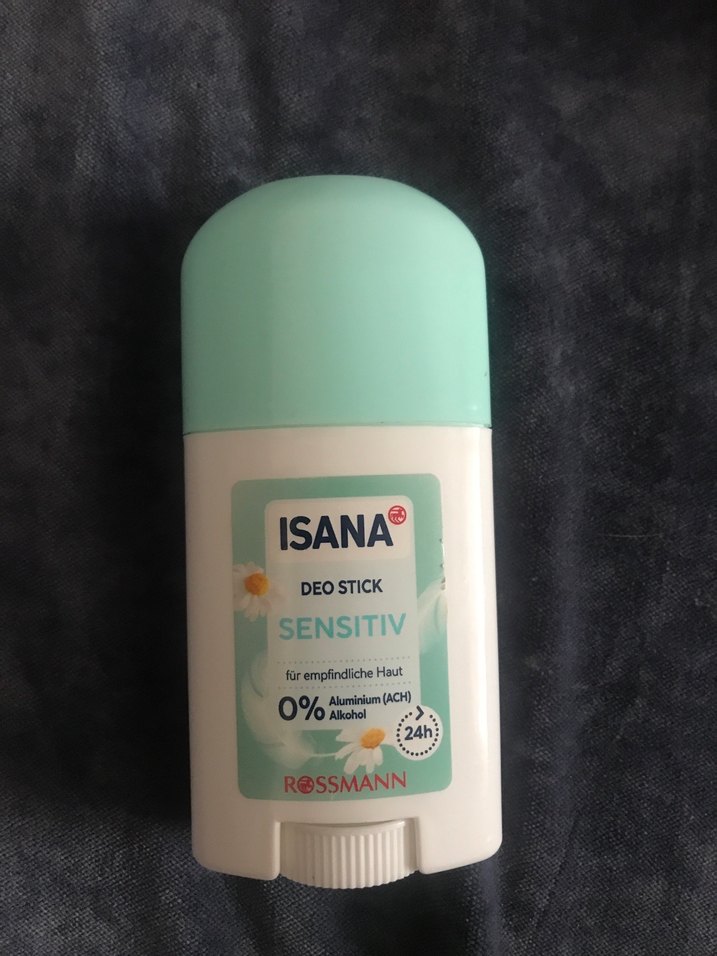 ISANA
DEO STICK
SENSITIV
für empfindliche Haut
0% Aluminium (ACH)
Alkohol
24h
ROSSMANN